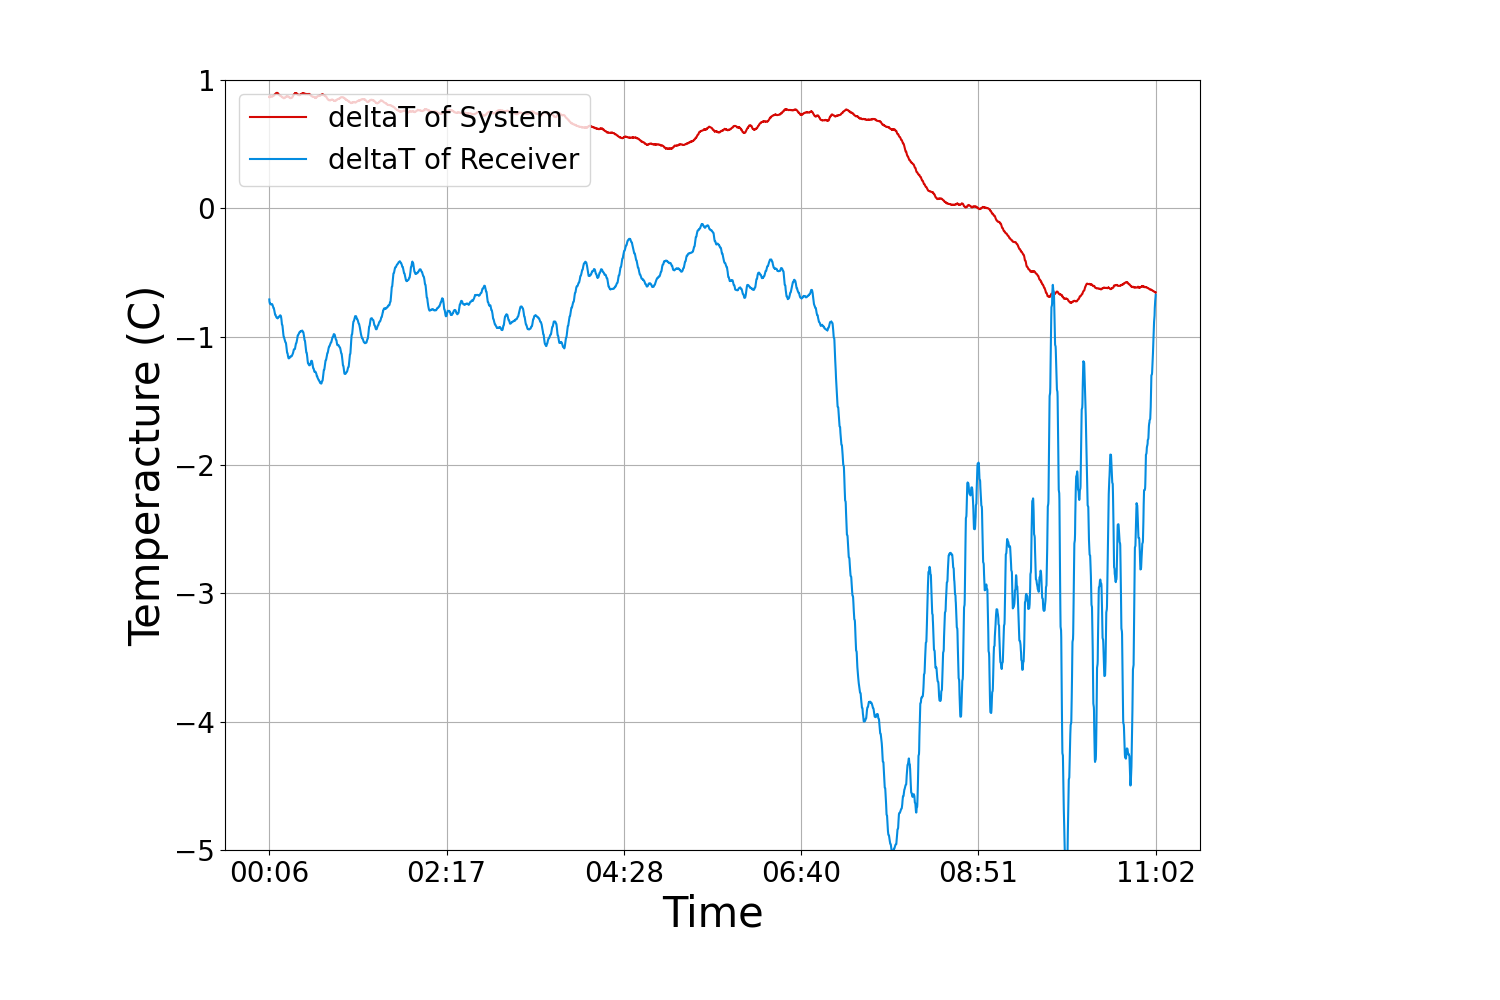 deltaT of System
deltaT of Receiver
1
0
−1
−2
−3
−4
−5
Temperacture (C)
00:06 02:17 04:28 06:40 08:51 11:02
Time